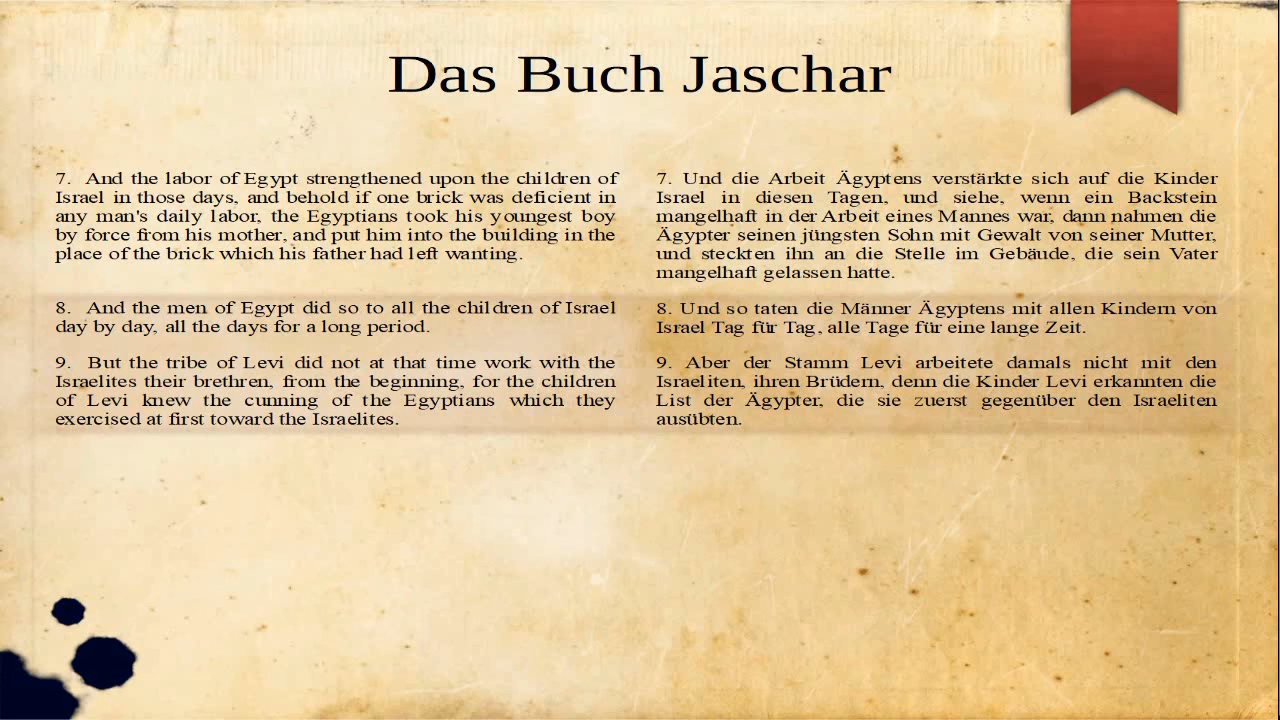 Das Buch Jaschar
7. And the labor of Egypt strengthened upon the children of
Israel in those days, and behold if one brick was deficient in
any man's daily labor, the Egyptians took his youngest boy
by force from his mother, and put him into the building in the
place of the brick which his father had left wanting.
8. And the men of Egypt did so to all the children of Israel
day by day, all the days for a long period.
9. But the tribe of Levi did not at that time work with the
Israelites their brethren, from the beginning, for the children
of Levi knew the cunning of the Egyptians which they
exercised at first toward the Israelites.
7. Und die Arbeit Ägyptens verstärkte sich auf die Kinder
Israel in diesen Tagen, und siehe, wenn ein Backstein
mangelhaft in der Arbeit eines Mannes war, dann nahmen die
Ägypter seinen jüngsten Sohn mit Gewalt von seiner Mutter,
und steckten ihn an die Stelle im Gebäude, die sein Vater
mangelhaft gelassen hatte.
8. Und so taten die Männer Ägyptens mit allen Kindern von
Israel Tag für Tag, alle Tage für eine lange Zeit.
9. Aber der Stamm Levi arbeitete damals nicht mit den
Israeliten, ihren Brüdern, denn die Kinder Levi erkannten die
List der Ägypter, die sie zuerst gegenüber den Israeliten
ausübten.